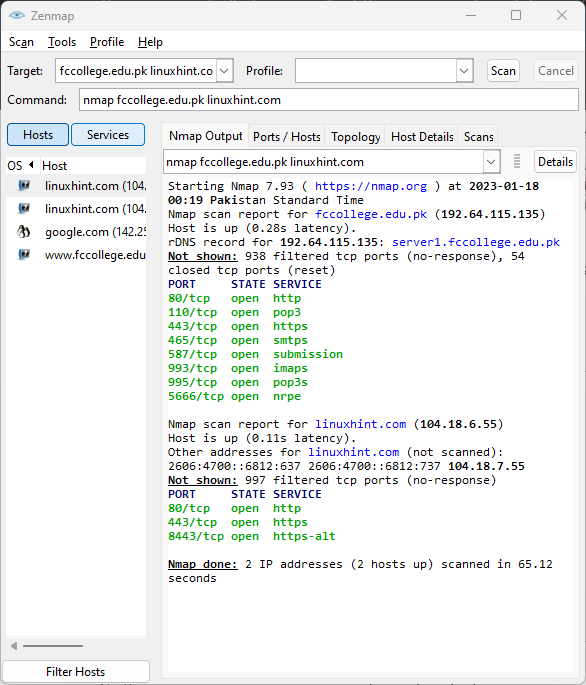 Zenmap
Scan Tools Profile Help
Target: fccollege.edu.pk linuxhint.co Profile: Scan Cancel
Command: nmap fccollege.edu.pk linuxhint.com
Hosts Services
OS Host
linuxhint.com (104.
linuxhint.com (104.
google.com (142.25
www.fccollege.edu
Filter Hosts
Nmap Output Ports / Hosts Topology Host Details Scans
nmap fccollege.edu.pk linuxhint.com Details
Starting Nmap 7.93 ( https://nmap.org ) at 2023-01-18
00:19 Pakistan Standard Time
Nmap scan report for fccollege.edu.pk (192.64.115.135)
Host is up (0.28s latency).
rDNS record for 192.64.115.135: server1.fccollege.edu.pk
Not shown: 938 filtered tcp ports (no-response), 54
closed tcp ports (reset)
PORT STATE SERVICE
80/tcp open http
110/tcp open pop3
443/tcp open https
465/tcp open smtps
587/tcp open submission
993/tcp open imaps
995/tcp open pop3s
5666/tcp open nrpe
Nmap scan report for linuxhint.com (104.18.6.55)
Host is up (0.11s latency).
Other addresses for linuxhint.com (not scanned):
2606:4700::6812:637 2606:4700::6812:737 104.18.7.55
Not shown: 997 filtered tcp ports (no-response)
PORT STATE SERVICE
80/tcp open http
443/tcp open https
8443/tcp open https-alt
Nmap done: 2 IP addresses (2 hosts up) scanned in 65.12
seconds